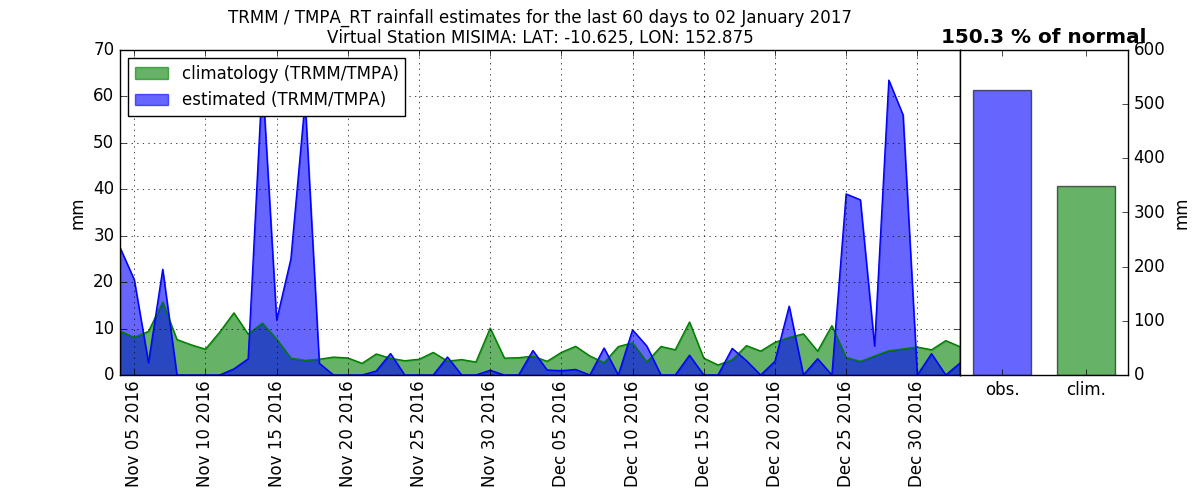 TRMM / TMPA_RT rainfall estimates for the last 60 days to 02 January 2017
Virtual Station MISIMA: LAT: -10.625, LON: 152.875
150.3 % of normal
climatology (TRMM/TMPA)
estimated (TRMM/TMPA)
mm
70
60
50
40
30
20
10
0
Nov 05 2016
Nov 10 2016
Nov 15 2016
Nov 20 2016
Nov 25 2016
Nov 30 2016
Dec 05 2016
Dec 10 2016
Dec 15 2016
Dec 20 2016
Dec 25 2016
Dec 30 2016
obs.
clim.
600
500
400
300
200
100
0
mm